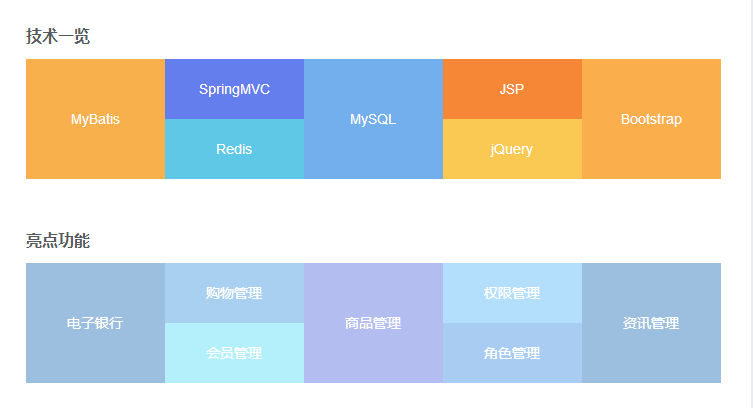 技术一览
MyBatis
SpringMVC
Redis
MySQL
JSP
jQuery
Bootstrap
亮点功能
电子银行
购物管理
会员管理
商品管理
权限管理
角色管理
资讯管理